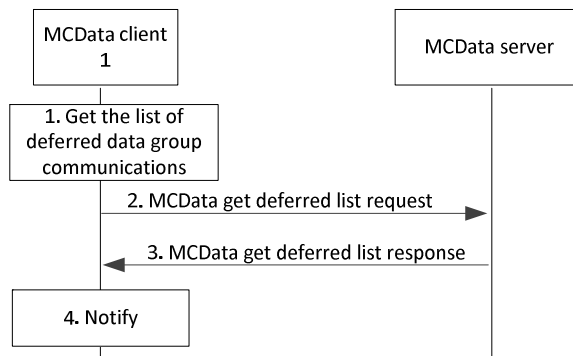 MCData client
1
MCData server
1. Get the list of
deferred data group
communications
2. MCData get deferred list request
3. MCData get deferred list response
4. Notify